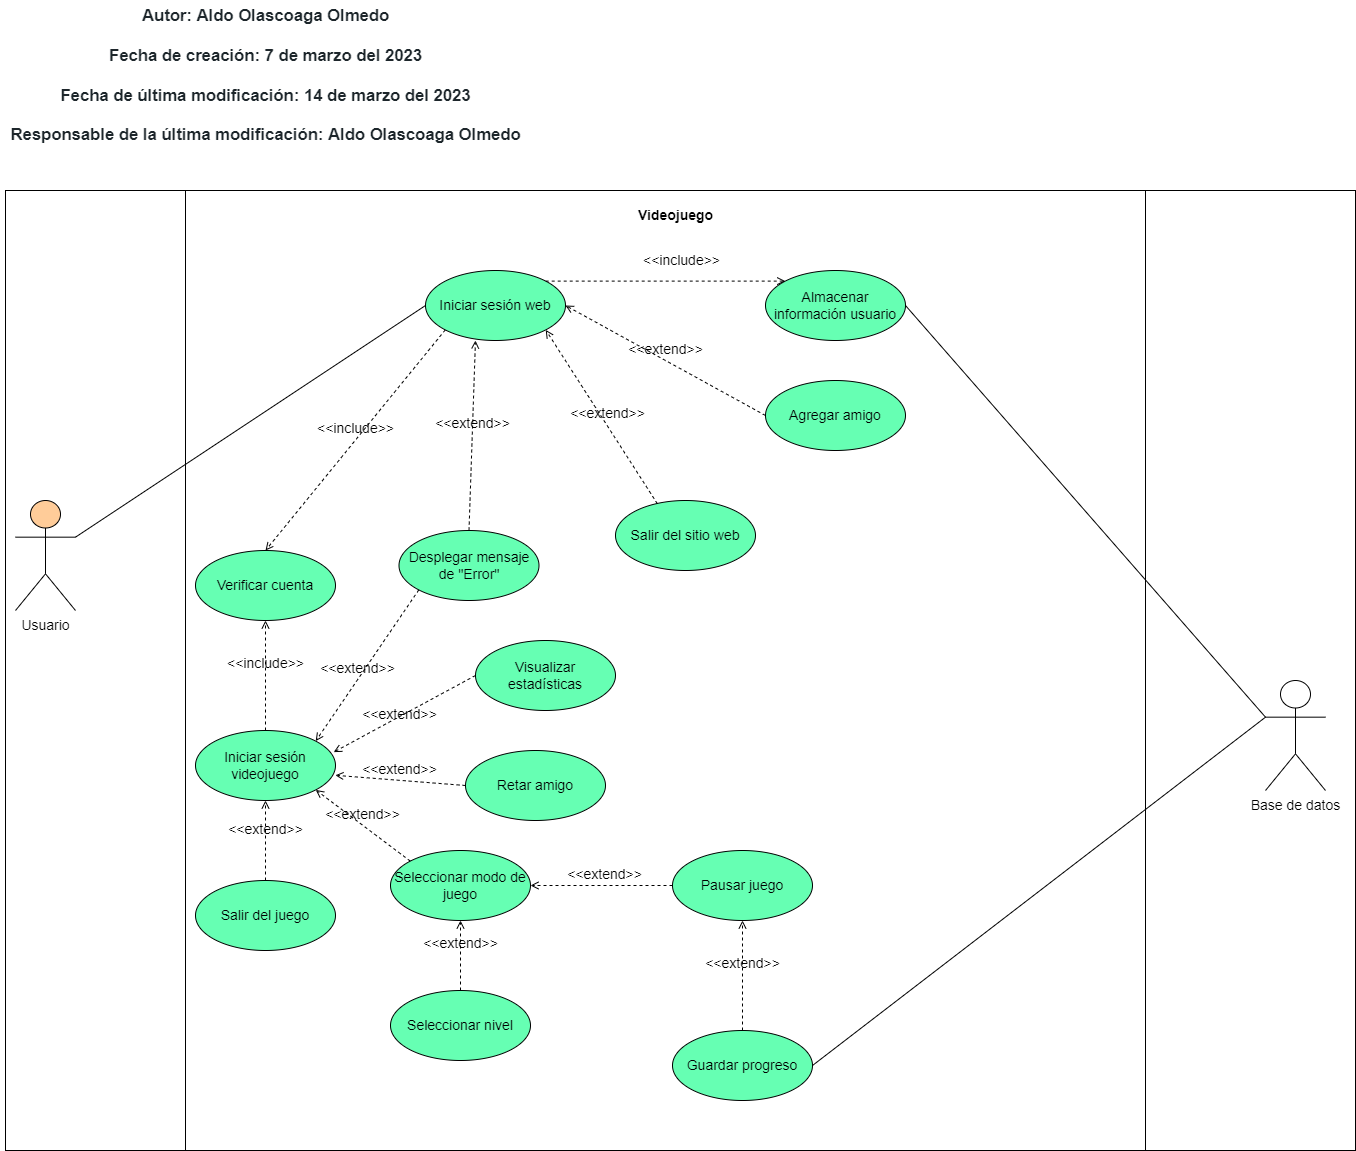 Autor: Aldo Olascoaga Olmedo
Fecha de creación: 7 de marzo del 2023
Fecha de última modificación: 14 de marzo del 2023
Responsable de la última modificación: Aldo Olascoaga Olmedo
Videojuego
<<include>>
Iniciar sesión web
Almacenar
información usuario
<<extend>>
Agregar amigo
<<extend>>
<<extend>>
<<include>>
Salir del sitio web
Desplegar mensaje
de "Error"
Verificar cuenta
Usuario
<<include>>
<<extend>>
Visualizar
estadísticas
<<extend>>
Iniciar sesión
videojuego
<<extend>>
Retar amigo
Base de datos
<<extend>>
<<extend>>
Seleccionar modo de
juego
<<extend>>
Pausar juego
Salir del juego
<<extend>>
<<extend>>
Seleccionar nivel
Guardar progreso